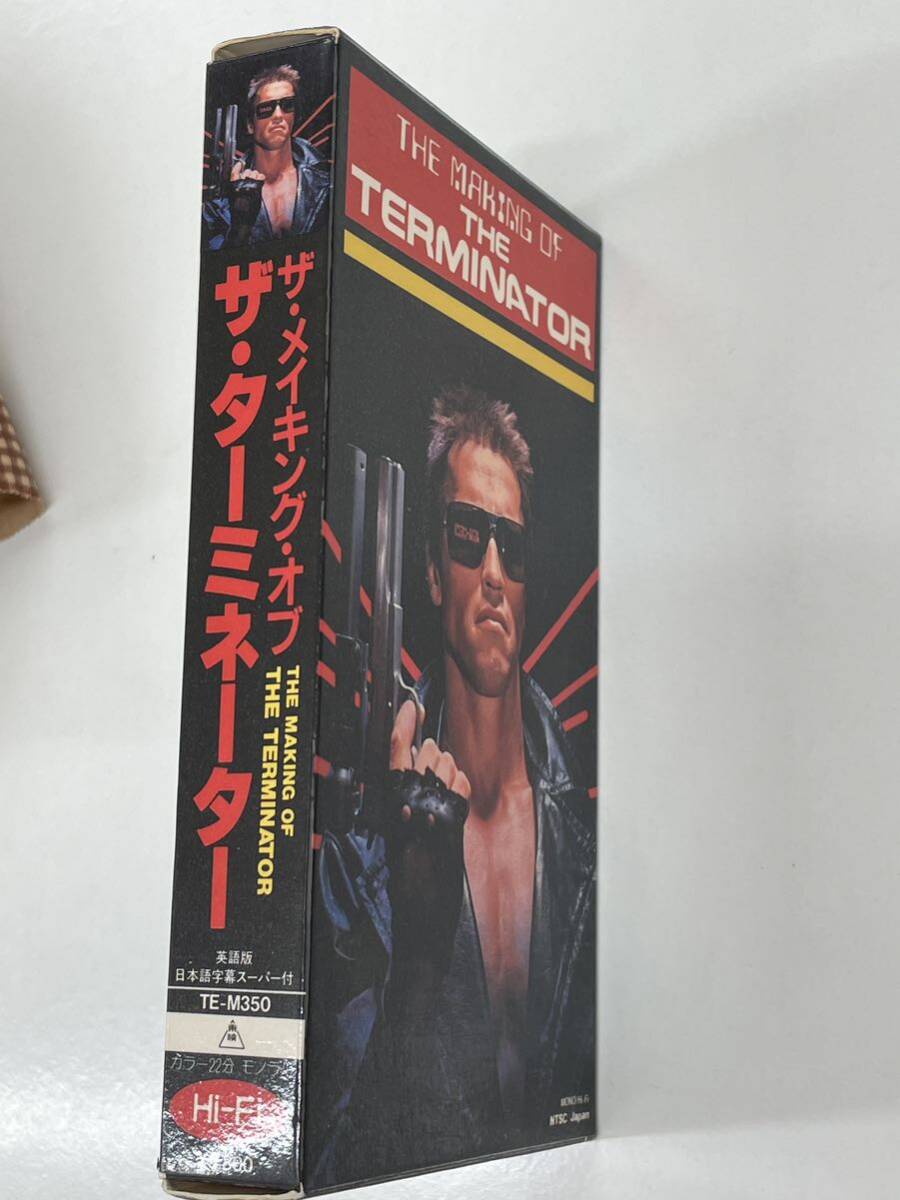 ザ・メイキング・オブ
ザ・ターミネーター
THE MAKING OF
THE TERMINATOR
英語版
日本語字幕スーパー付
TE-M350
東映
カラー22分 モノラル
Hi-Fi
THE MAKING OF
THE
TERMINATOR
MONO Hi Fi
NTSC Japan